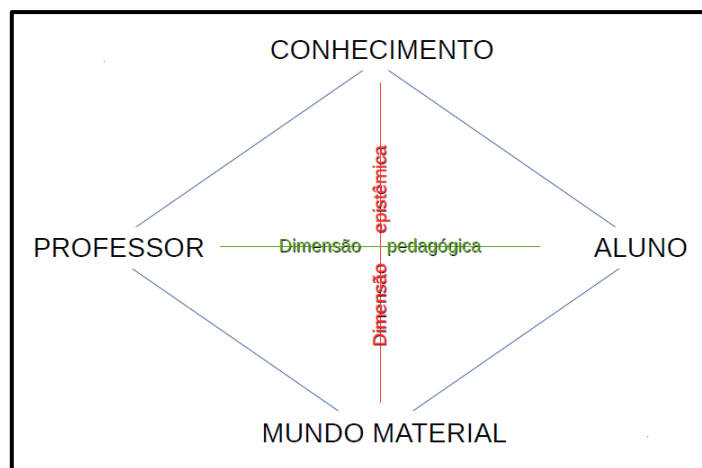 CONHECIMENTO
Dimensão epistêmica
PROFESSOR
Dimensão pedagógica
ALUNO
MUNDO MATERIAL